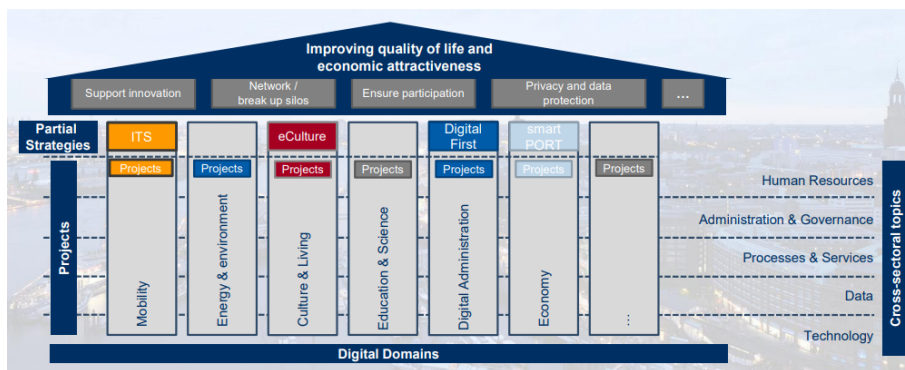 Improving quality of life and
economic attractiveness
Support innovation
Network /
break up silos
Ensure participation
Privacy and data
protection
...
Partial
Strategies
ITS
eCulture
Digital
First
smart
PORT
Projects
Projects
Projects
Projects
Projects
Projects
Projects
Projects
Mobility
Energy & environment
Culture & Living
Education & Science
Digital Administration
Economy
...
Human Resources
Administration & Governance
Processes & Services
Data
Technology
Cross-sectoral topics
Digital Domains